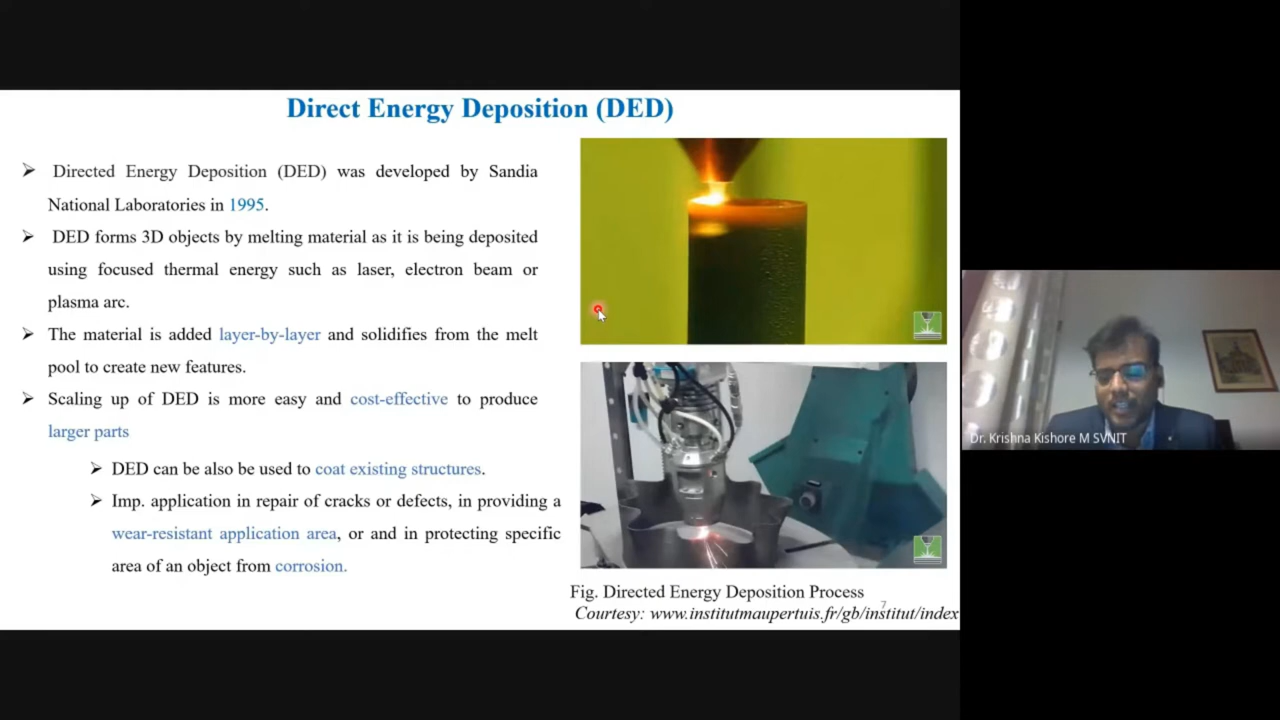 Direct Energy Deposition (DED)
➢ Directed Energy Deposition (DED) was developed by Sandia
National Laboratories in 1995.
➢ DED forms 3D objects by melting material as it is being deposited
using focused thermal energy such as laser, electron beam or
plasma arc.
➢ The material is added layer-by-layer and solidifies from the melt
pool to create new features.
➢ Scaling up of DED is more easy and cost-effective to produce
larger parts
➢ DED can be also be used to coat existing structures.
➢ Imp. application in repair of cracks or defects, in providing a
wear-resistant application area, or and in protecting specific
area of an object from corrosion.
Fig. Directed Energy Deposition Process
7
Courtesy: www.institutmaupertuis.fr/gb/institut/index
Dr. Krishna Kishore M SVNIT